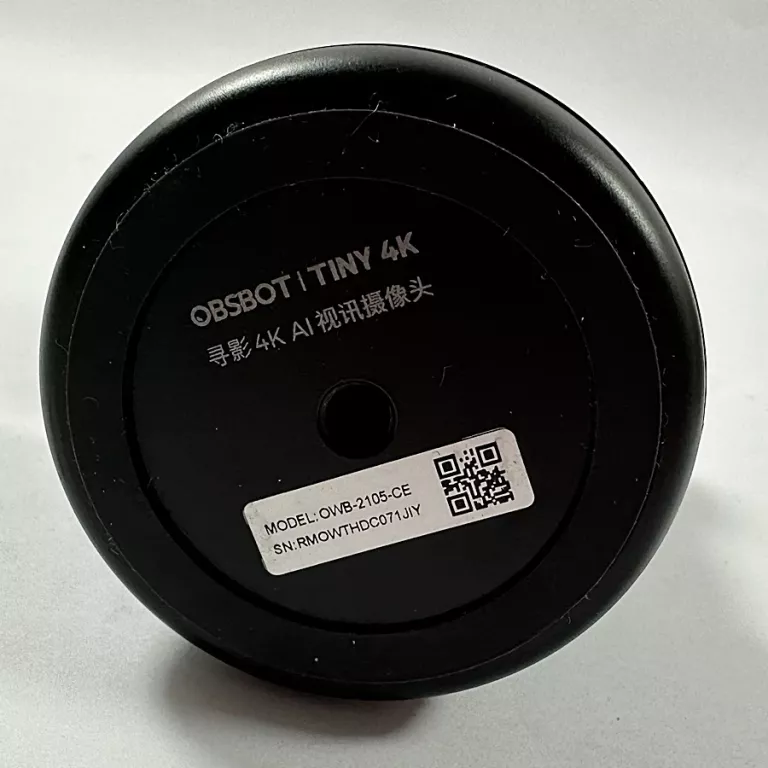 OBSBOT | TINY 4K
寻影 4K AI 视讯摄像头
MODEL: OWB-2105-CE
SN: RMOWTHDC071JIY